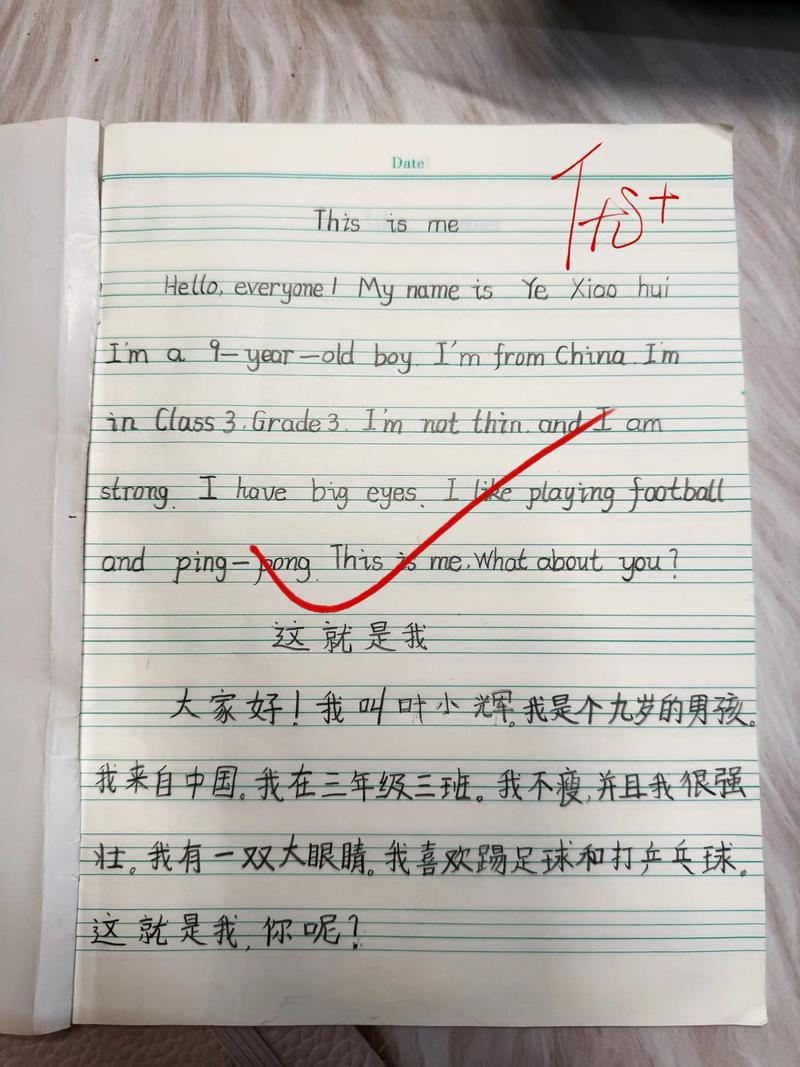 Date
This is me
Hello, everyone! My name is Ye Xiao hui
I'm a 9-year-old boy. I'm from China. I'm
in Class 3. Grade 3. I'm not thin. and I am
strong. I have big eyes. I like playing football
and ping-pong. This is me. What about you?
这就是我
大家好!我叫叶小辉。我是个九岁的男孩。
我来自中国。我在三年级三班。我不瘦,并且我很强
壮。我有一双大眼睛。我喜欢踢足球和打乒乓球。
这就是我,你呢?